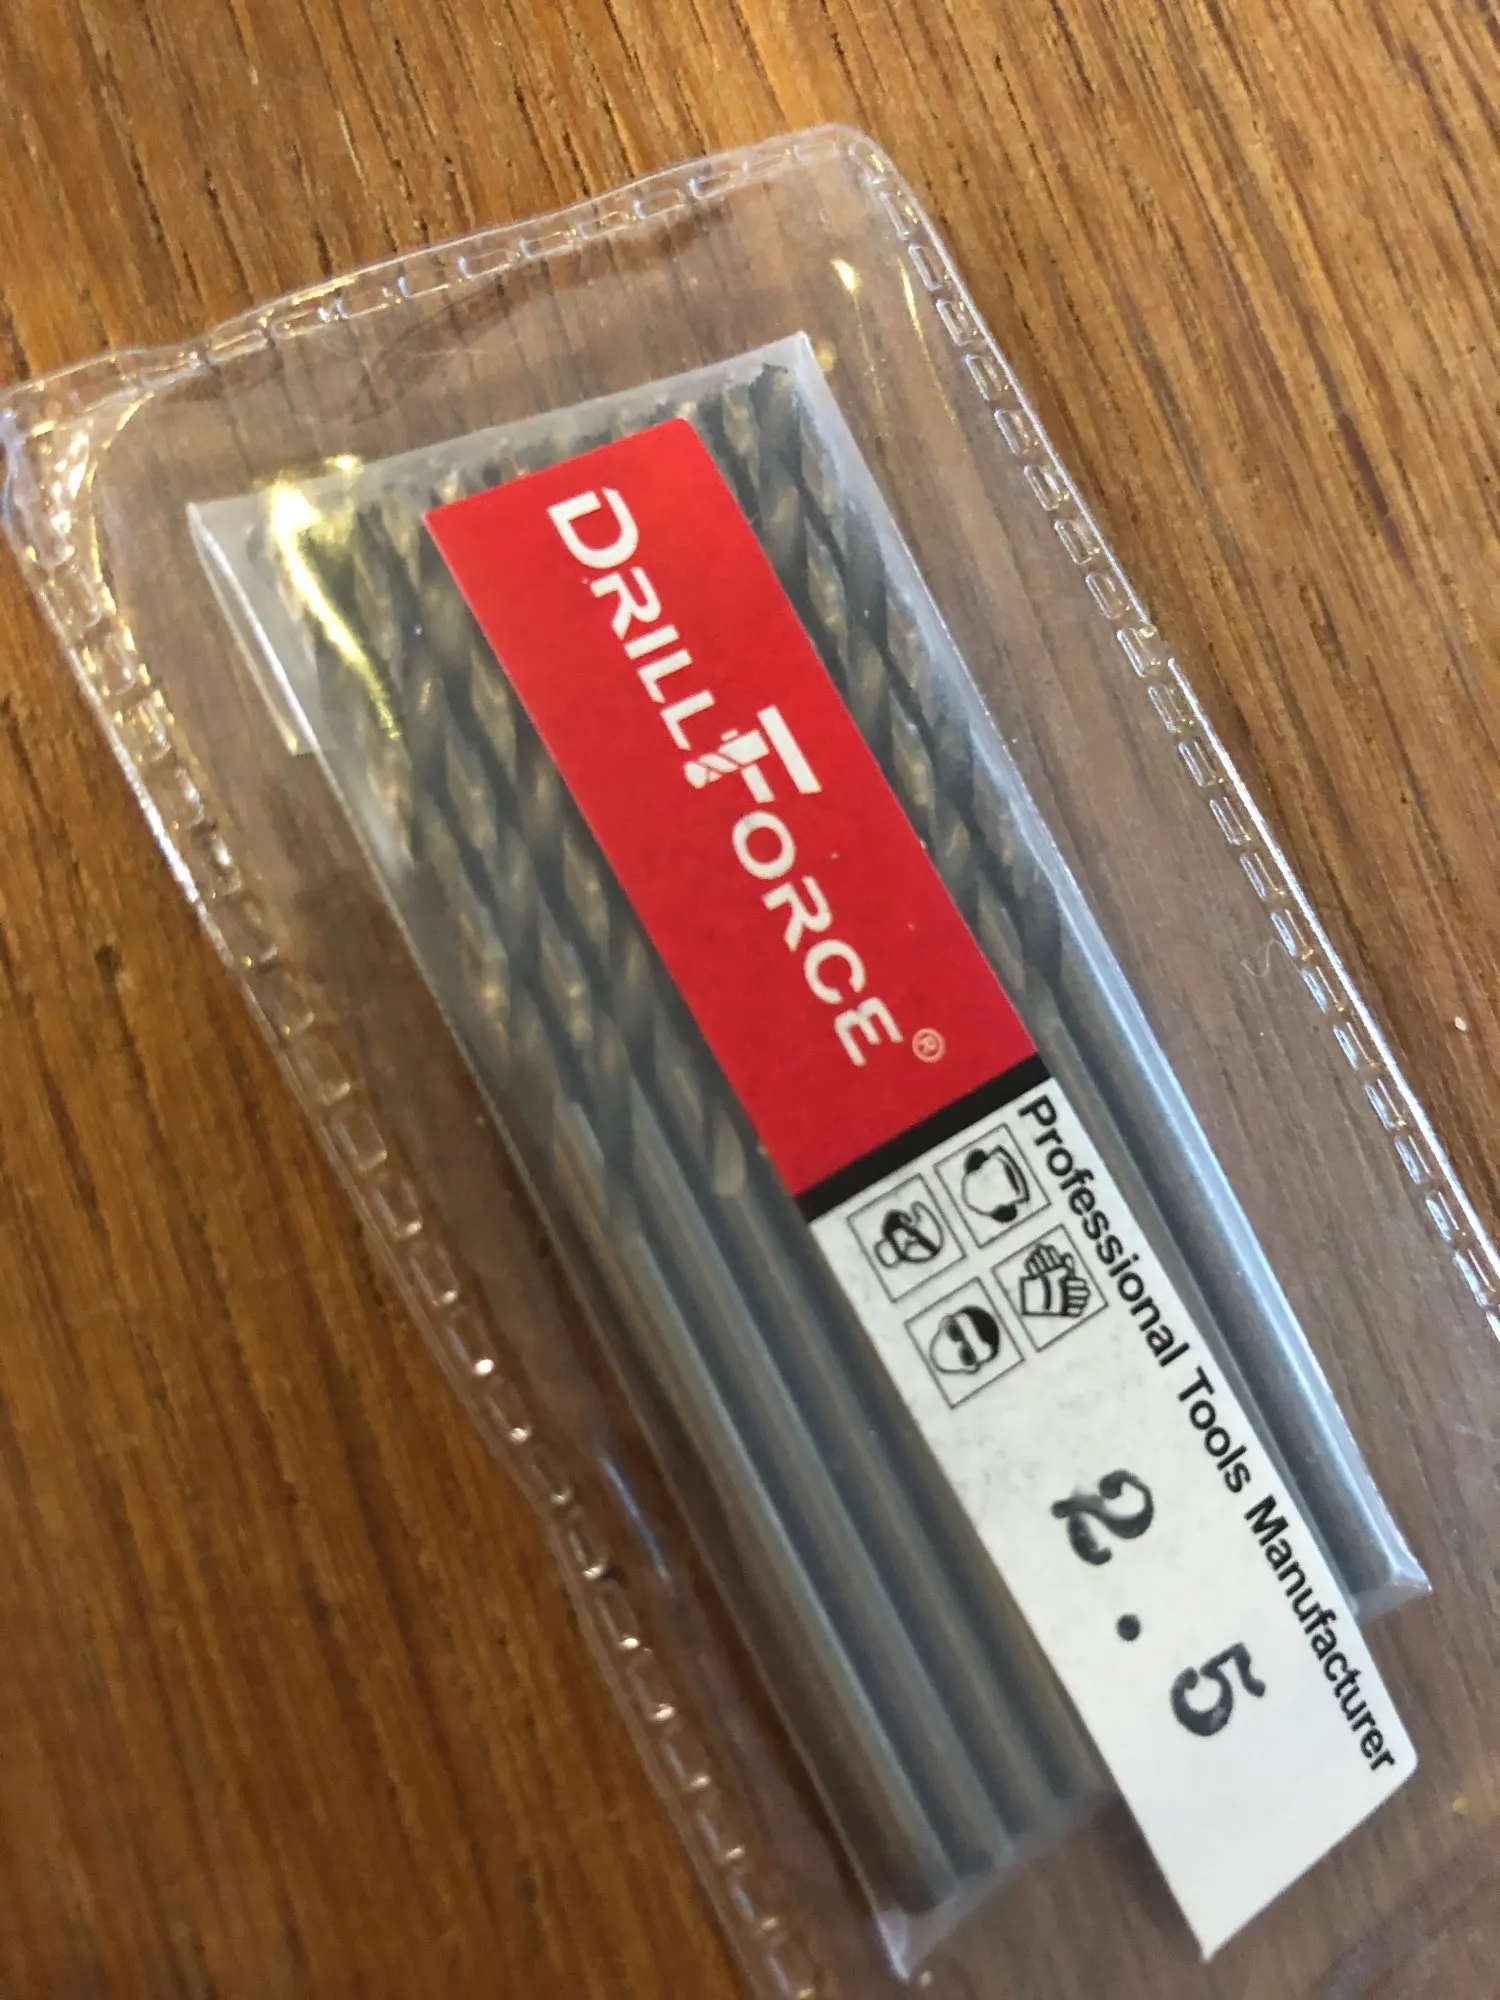 DRILLFORCE®
Professional Tools Manufacturer
2.5